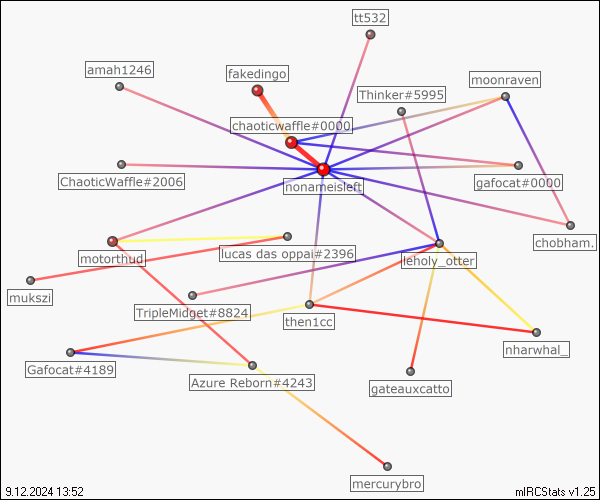 tt532
amah1246
fakedingo
moonraven
Thinker#5995
chaoticwaffle#0000
ChaoticWaffle#2006
nonameisleft
gafocat#0000
chobham.
motorthud
lucas das oppai#2396
leholy_otter
mukszi
TripleMidget#8824
then1cc
nharwhal_
Gafocat#4189
Azure Reborn#4243
gateauxcatto
mercurybro
9.12.2024 13:52
mIRCStats v1.25